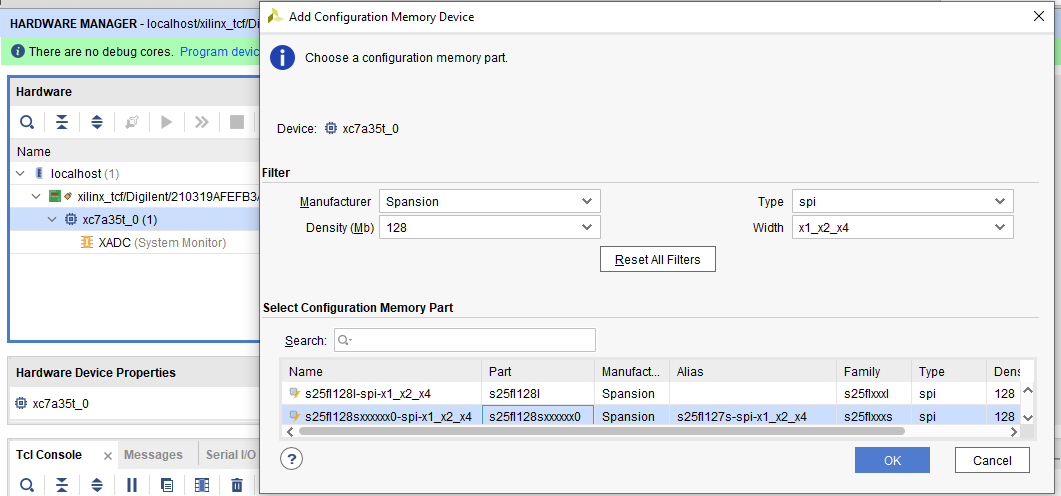 HARDWARE MANAGER - localhost/xilinx_tcf/Di
There are no debug cores. Program devic
Hardware
Name
localhost (1)
xilinx_tcf/Digilent/210319AFEFB3A
xc7a35t_0 (1)
XADC (System Monitor)
Hardware Device Properties
xc7a35t_0
Tcl Console × Messages Serial I/O
Add Configuration Memory Device
Choose a configuration memory part.
Device: xc7a35t_0
Filter
Manufacturer Spansion Type spi
Density (Mb) 128 Width x1_x2_x4
Reset All Filters
Select Configuration Memory Part
Search:
Name Part Manufact... Alias Family Type Dens
s25fl128l-spi-x1_x2_x4 s25fl128l Spansion s25flxxxl spi 128
s25fl128sxxxxxx0-spi-x1_x2_x4 s25fl128sxxxxxx0 Spansion s25fl127s-spi-x1_x2_x4 s25flxxxs spi 128
? OK Cancel